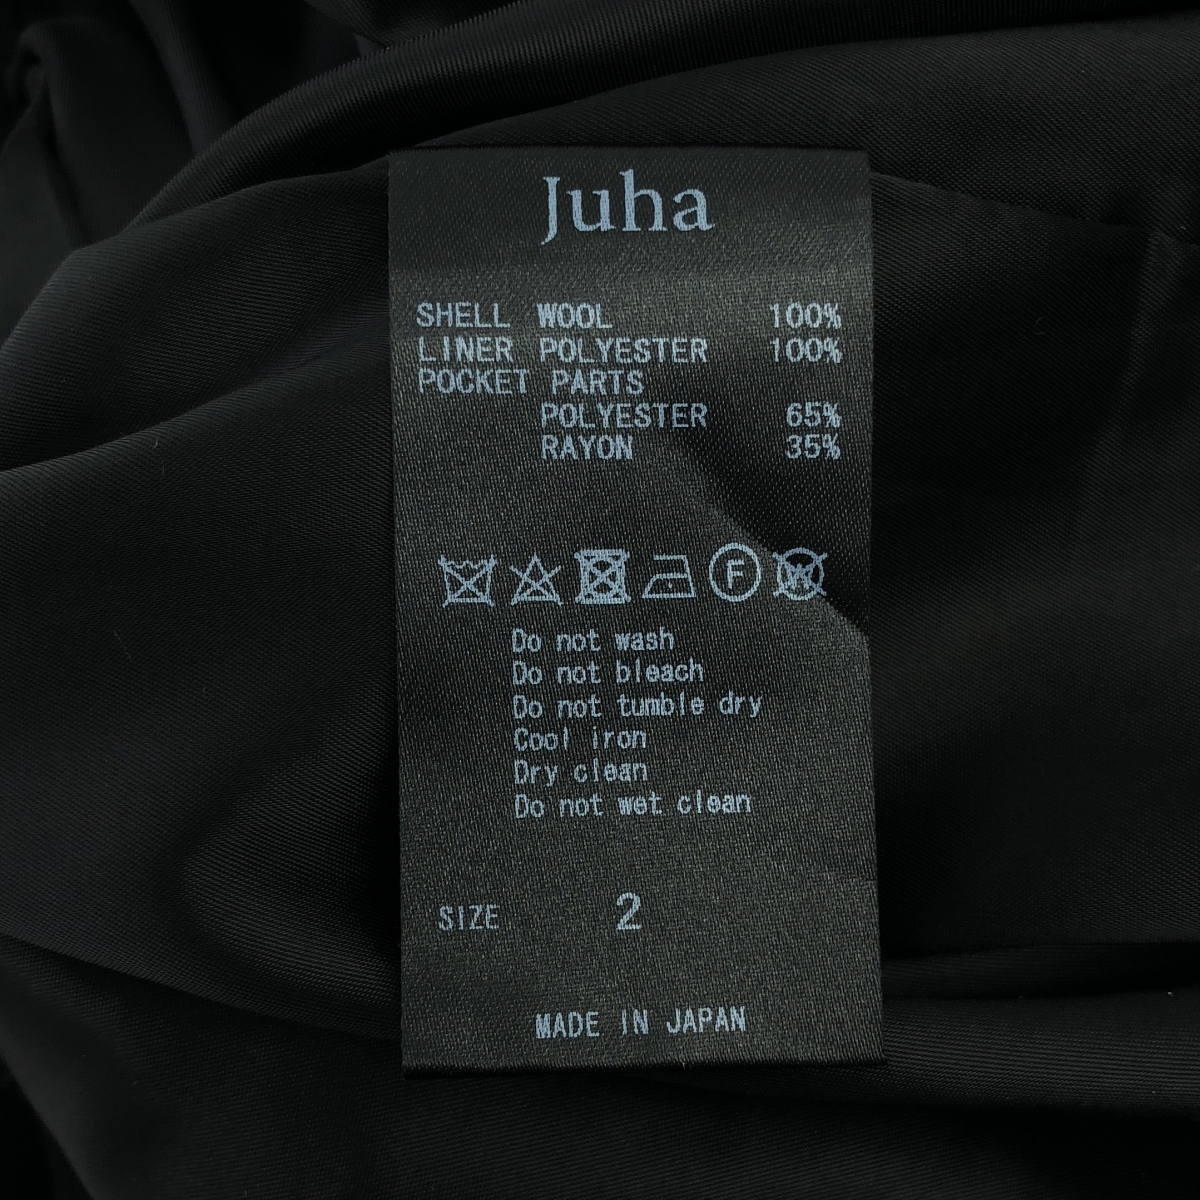 Juha
SHELL WOOL 100%
LINER POLYESTER 100%
POCKET PARTS
POLYESTER 65%
RAYON 35%
F W
Do not wash
Do not bleach
Do not tumble dry
Cool iron
Dry clean
Do not wet clean
SIZE 2
MADE IN JAPAN